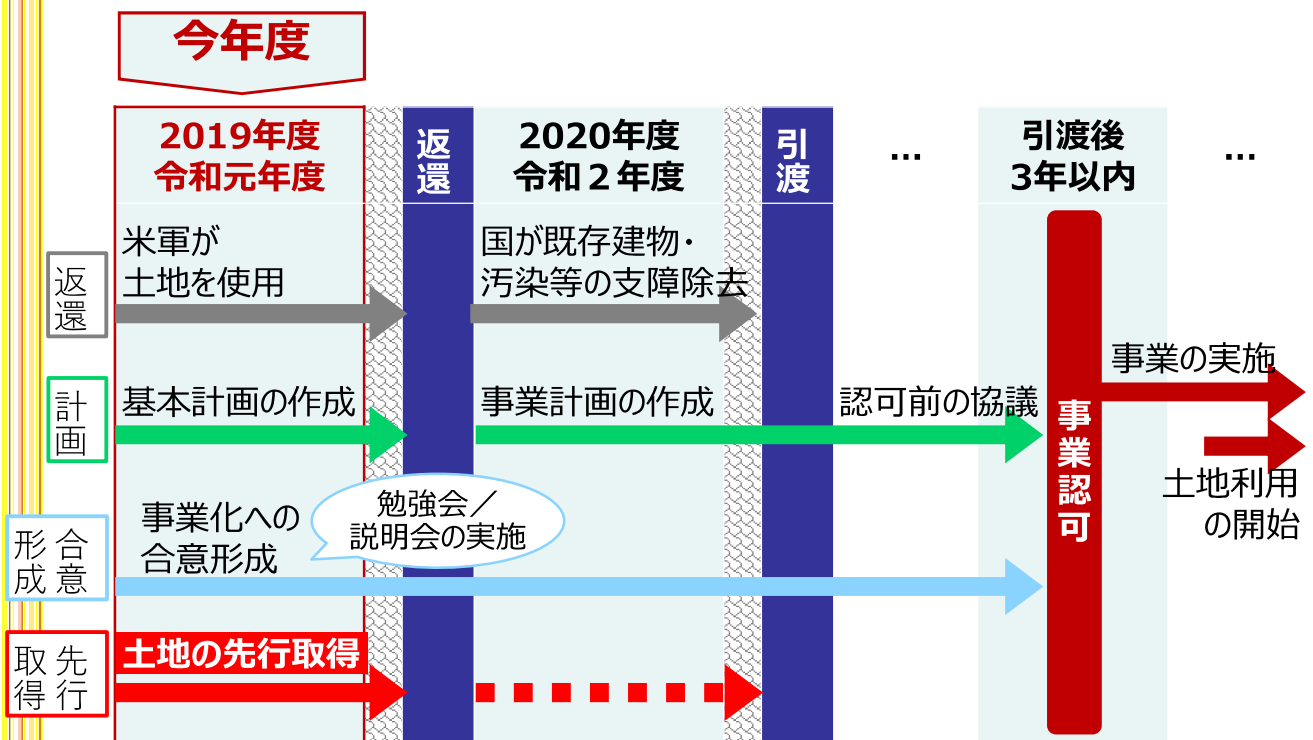 今年度
2019年度
令和元年度
返還
2020年度
令和２年度
引渡
…
引渡後
3年以内
…
返還
米軍が
土地を使用
国が既存建物・
汚染等の支障除去
計画
基本計画の作成
事業計画の作成
認可前の協議
事業認可
事業の実施
土地利用
の開始
合意
形成
事業化への
合意形成
勉強会／
説明会の実施
先行
取得
土地の先行取得